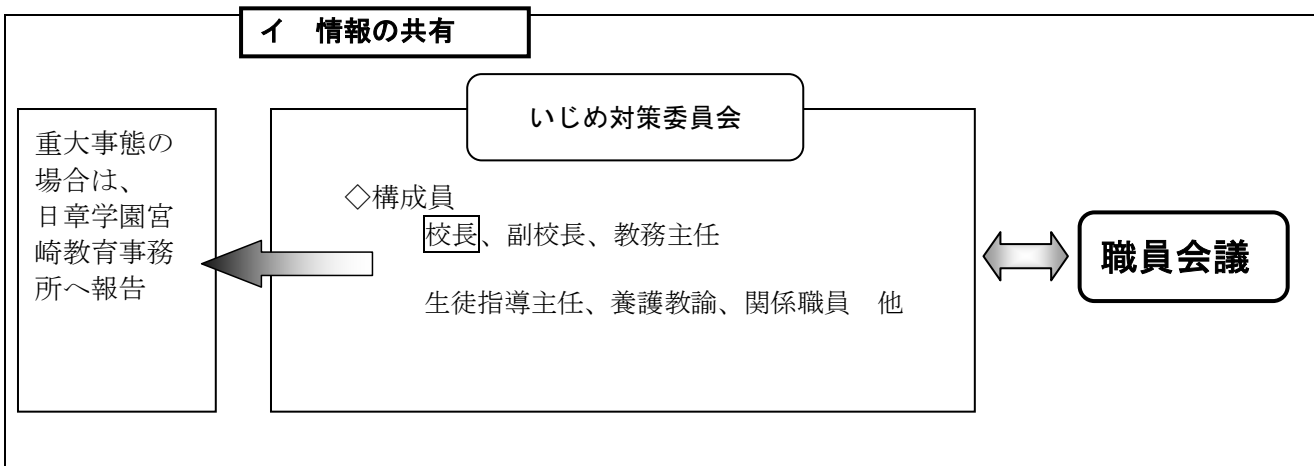 イ　情報の共有
いじめ対策委員会
重大事態の
場合は、
日章学園宮
崎教育事務
所へ報告
◇構成員
校長、副校長、教務主任
生徒指導主任、養護教諭、関係職員　他
職員会議